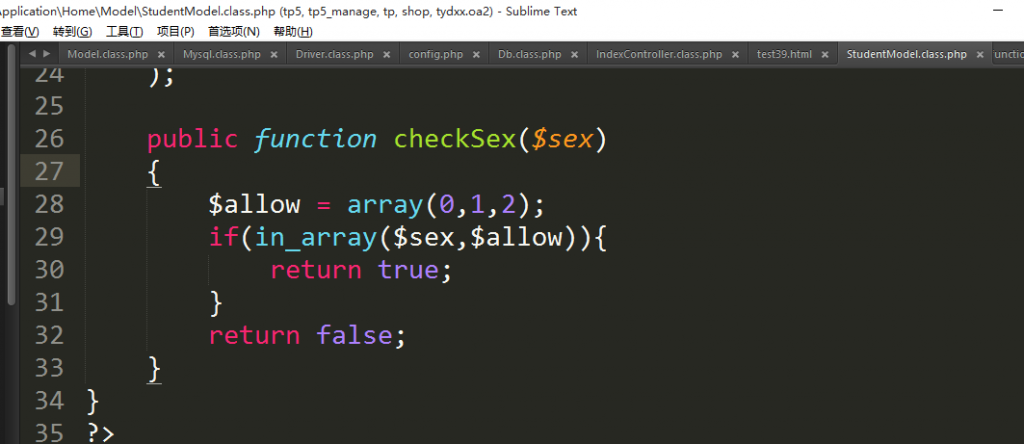 pplication\Home\Model\StudentModel.class.php (tp5, tp5_manage, tp, shop, tydxx.oa2) - Sublime Text
查看(V) 转到(G) 工具(T) 项目(P) 首选项(N) 帮助(H)
Model.class.php × Mysql.class.php × Driver.class.php × config.php × Db.class.php × IndexController.class.php × test39.html × StudentModel.class.php × unctio
24 );
25
26 public function checkSex($sex)
27 {
28 $allow = array(0,1,2);
29 if(in_array($sex,$allow)){
30 return true;
31 }
32 return false;
33 }
34 }
35 ?>